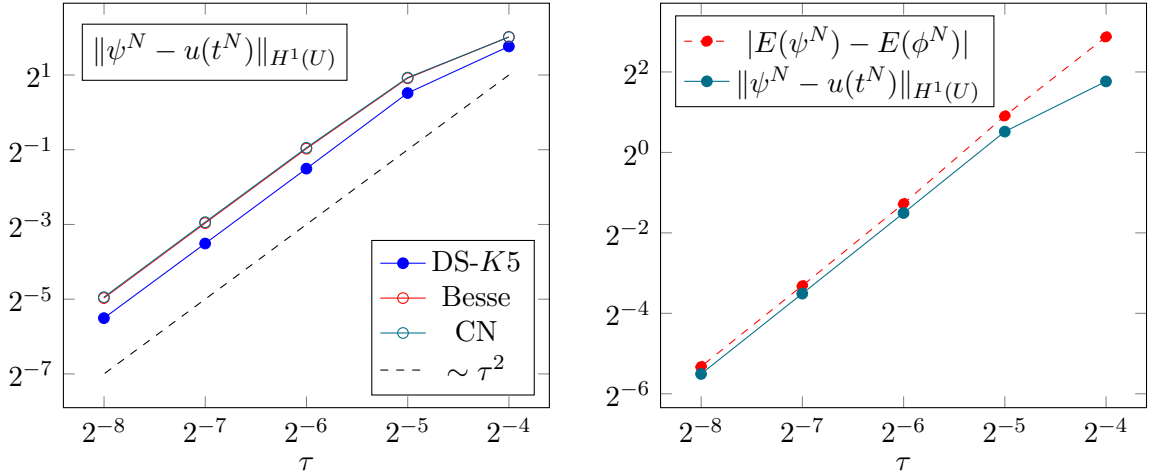 ‖ψ^N − u(t^N)‖_{H^1(U)}
2^1
2^{−1}
2^{−3}
2^{−5}
2^{−7}
DS-K5
Besse
CN
∼ τ^2
2^{−8} 2^{−7} 2^{−6} 2^{−5} 2^{−4}
τ
|E(ψ^N) − E(ϕ^N)|
‖ψ^N − u(t^N)‖_{H^1(U)}
2^2
2^0
2^{−2}
2^{−4}
2^{−6}
2^{−8} 2^{−7} 2^{−6} 2^{−5} 2^{−4}
τ